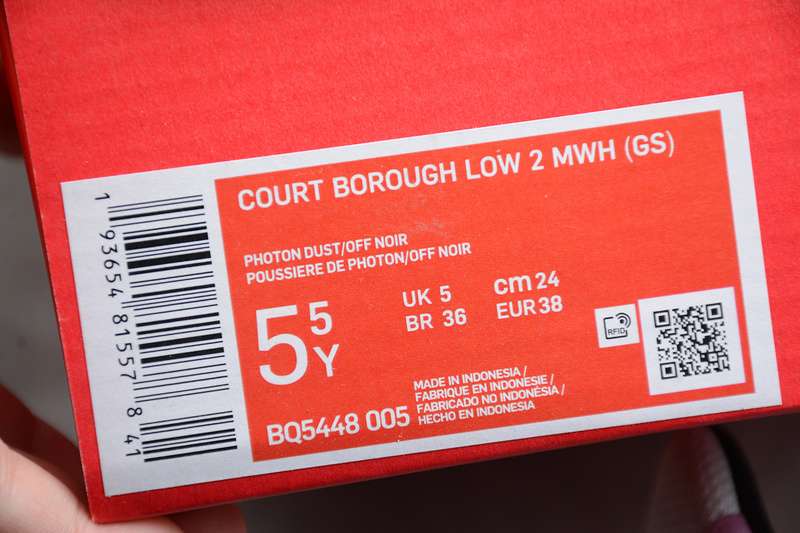 COURT BOROUGH LOW 2 MWH (GS)
PHOTON DUST/OFF NOIR
POUSSIERE DE PHOTON/OFF NOIR
5 5 Y
UK 5
BR 36
cm 24
EUR 38
RFID
BQ5448 005
MADE IN INDONESIA /
FABRIQUE EN INDONESIE /
FABRICADO NO INDONÉSIA /
HECHO EN INDONESIA
1 93654 81557 8 41